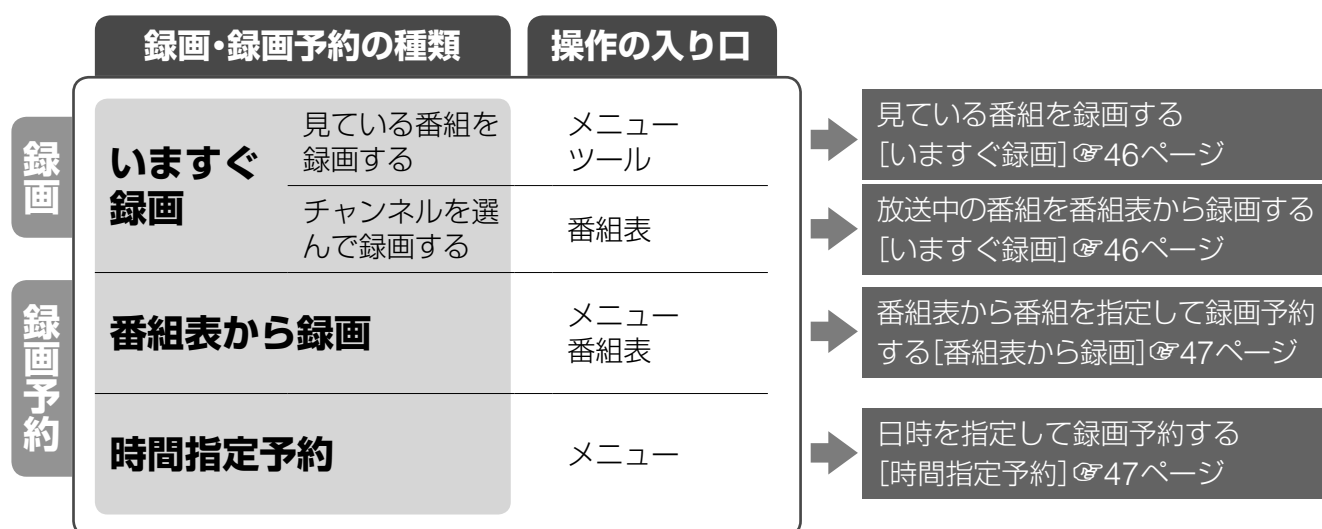 録画・録画予約の種類
操作の入り口
録画
いますぐ
録画
見ている番組を
録画する
メニュー
ツール
見ている番組を録画する
[いますぐ録画]☞46ページ
チャンネルを選
んで録画する
番組表
放送中の番組を番組表から録画する
[いますぐ録画]☞46ページ
録画予約
番組表から録画
メニュー
番組表
番組表から番組を指定して録画予約
する[番組表から録画]☞47ページ
時間指定予約
メニュー
日時を指定して録画予約する
[時間指定予約]☞47ページ